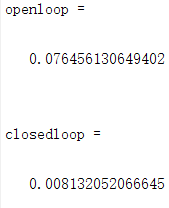 openloop =
0.076456130649402
closedloop =
0.008132052066645